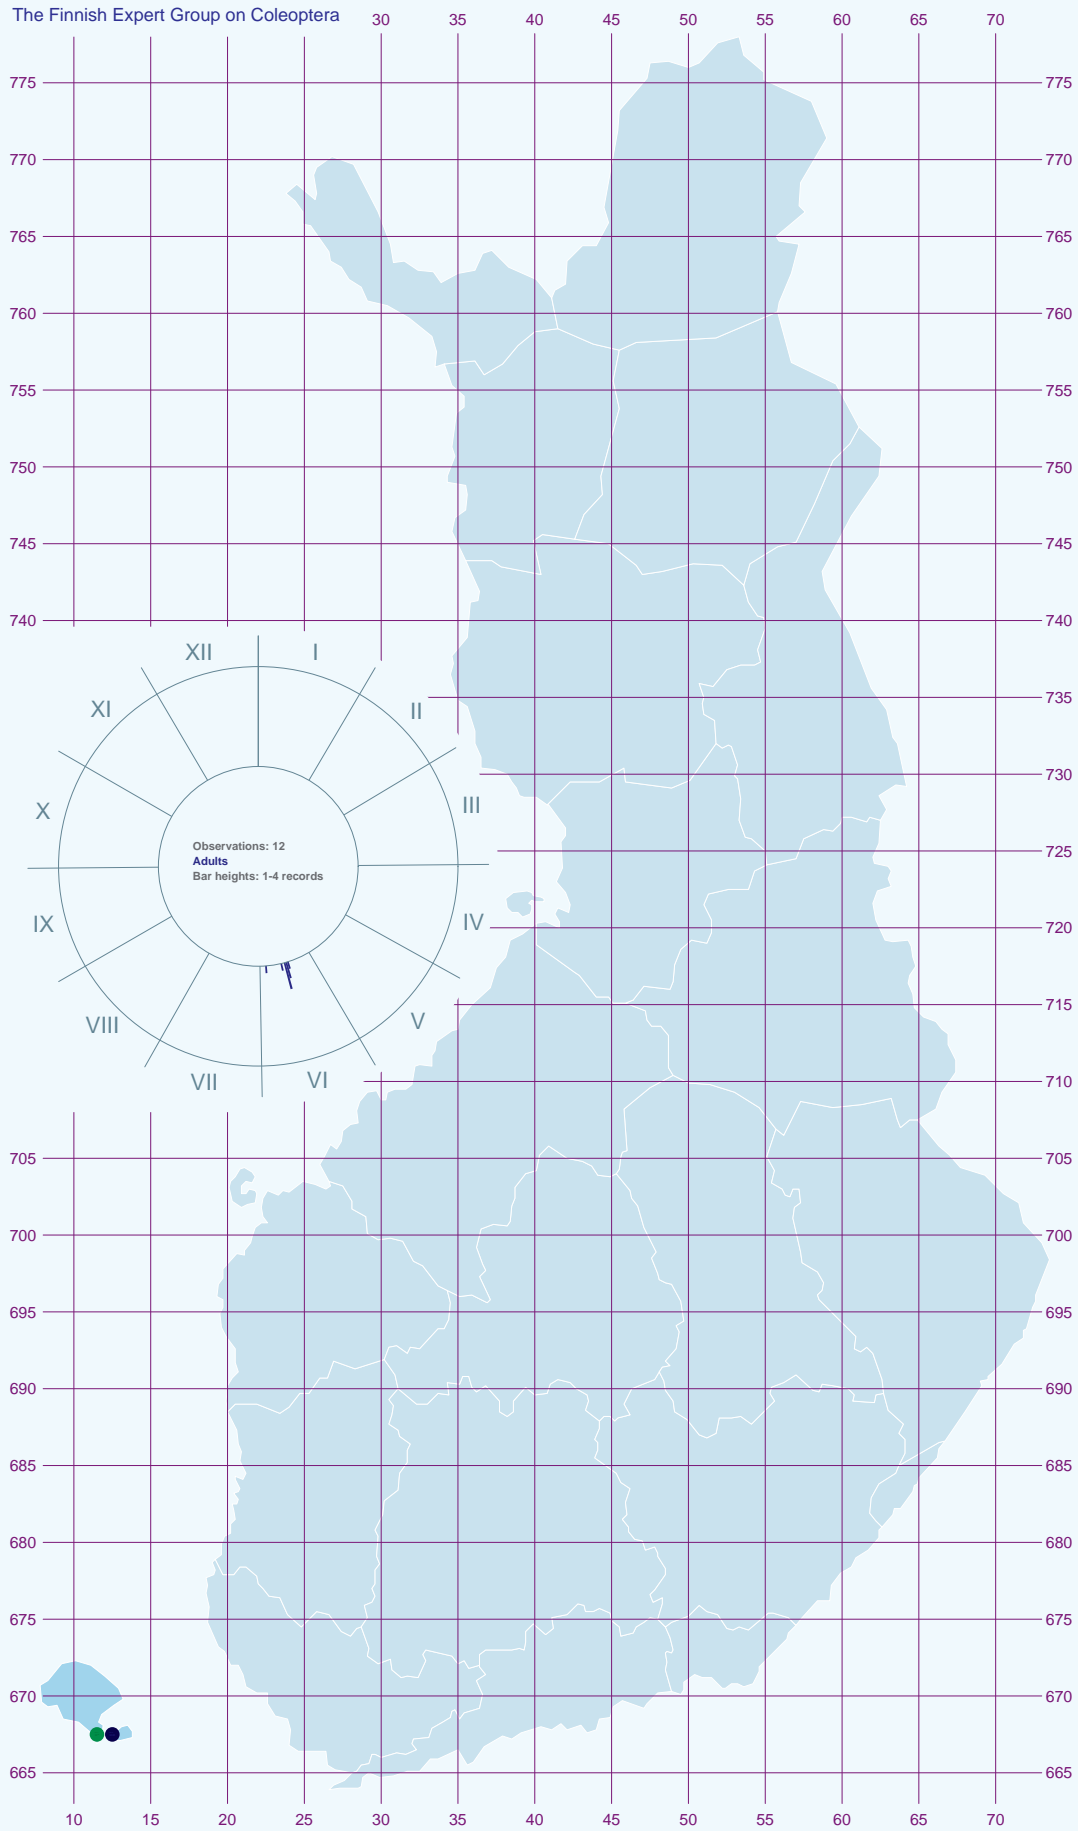 The Finnish Expert Group on Coleoptera
30 40 50 60 70
35 45 55 65
775 775
770 770
765 765
760 760
755 755
750 750
745 745
740 740
XII I
XI II
735
730
X III
Observations: 12
Adults
Bar heights: 1-4 records
725
IX IV
720
715
VIII V
VII VI
710
705 705
700 700
695 695
690 690
685 685
680 680
675 675
670 670
665 665
10 15 20 25 30 35 40 45 50 55 60 65 70